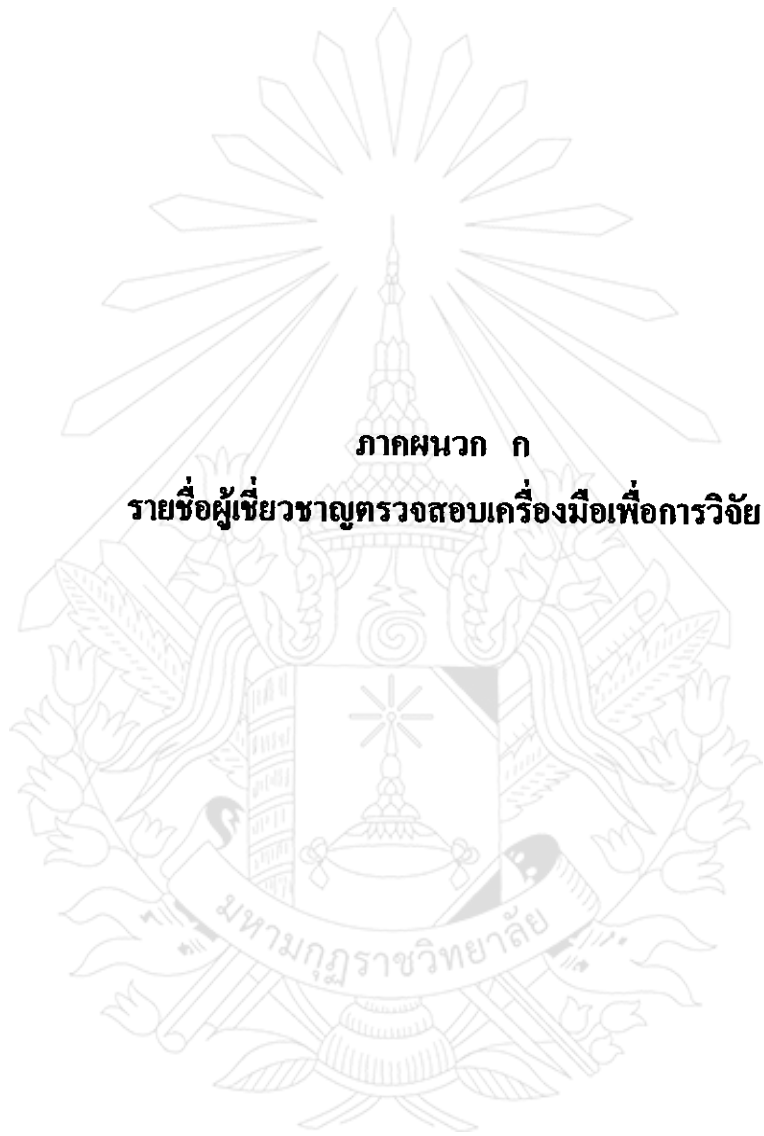 ภาคผนวก ก
รายชื่อผู้เชี่ยวชาญตรวจสอบเครื่องมือเพื่อการวิจัย
มหามกุฏราชวิทยาลัย